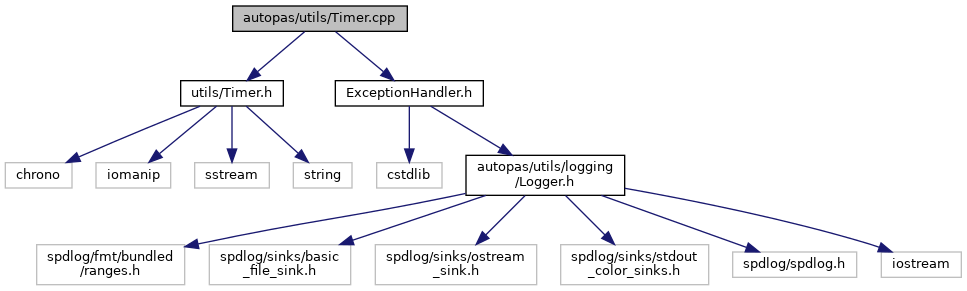 autopas/utils/Timer.cpp
utils/Timer.h
ExceptionHandler.h
chrono
iomanip
sstream
string
cstdlib
autopas/utils/logging
/Logger.h
spdlog/fmt/bundled
/ranges.h
spdlog/sinks/basic
_file_sink.h
spdlog/sinks/ostream
_sink.h
spdlog/sinks/stdout
_color_sinks.h
spdlog/spdlog.h
iostream